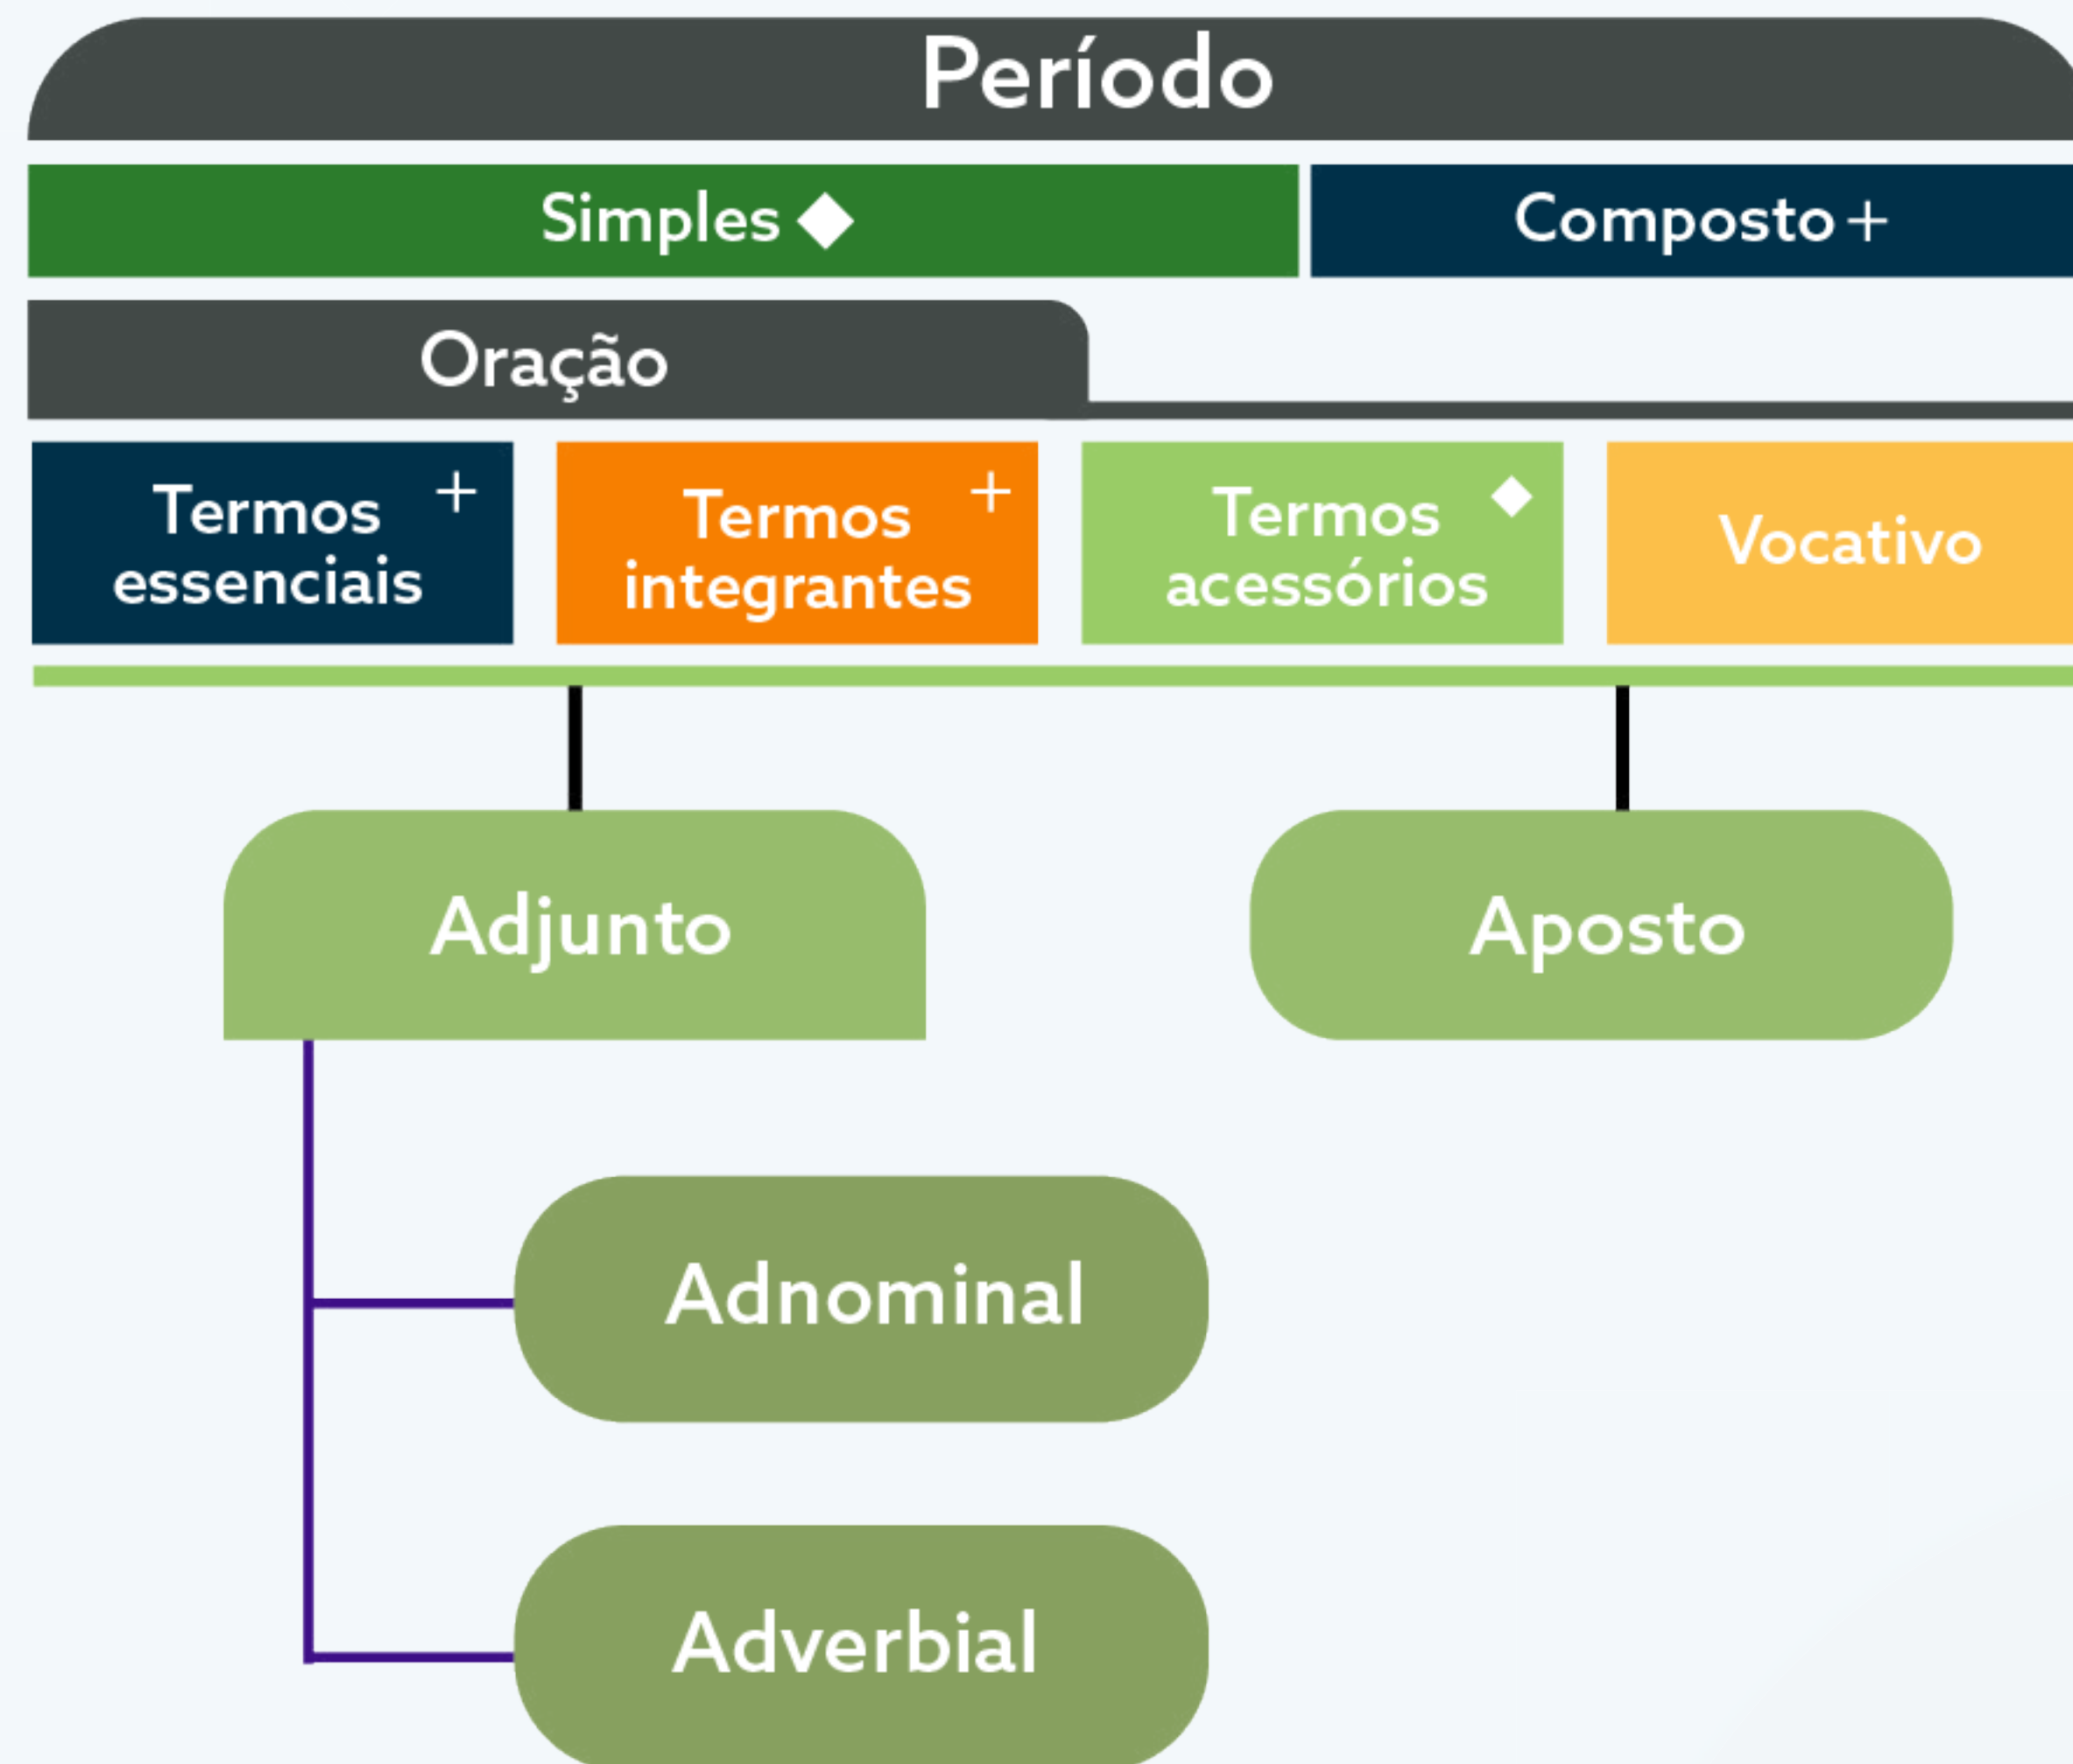 Período
Simples ◆
Composto +
Oração
Termos +
essenciais
Termos +
integrantes
Termos ◆
acessórios
Vocativo
Adjunto
Aposto
Adnominal
Adverbial